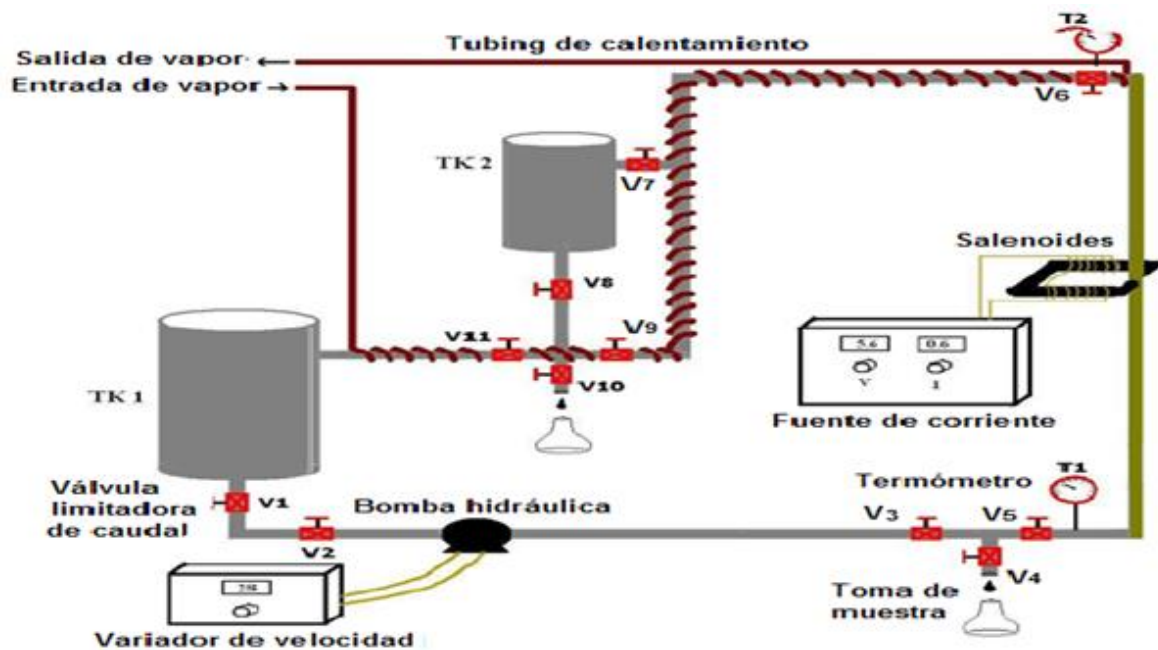 T2
Tubing de calentamiento
Salida de vapor
Entrada de vapor
V6
TK 2
V7
Salenoides
V8
V9
V11
5.6
0.6
V10
V
I
TK 1
Fuente de corriente
Termómetro
T1
Válvula
limitadora
de caudal
V1
Bomba hidráulica
V3
V5
V2
V4
Toma de
muestra
Variador de velocidad